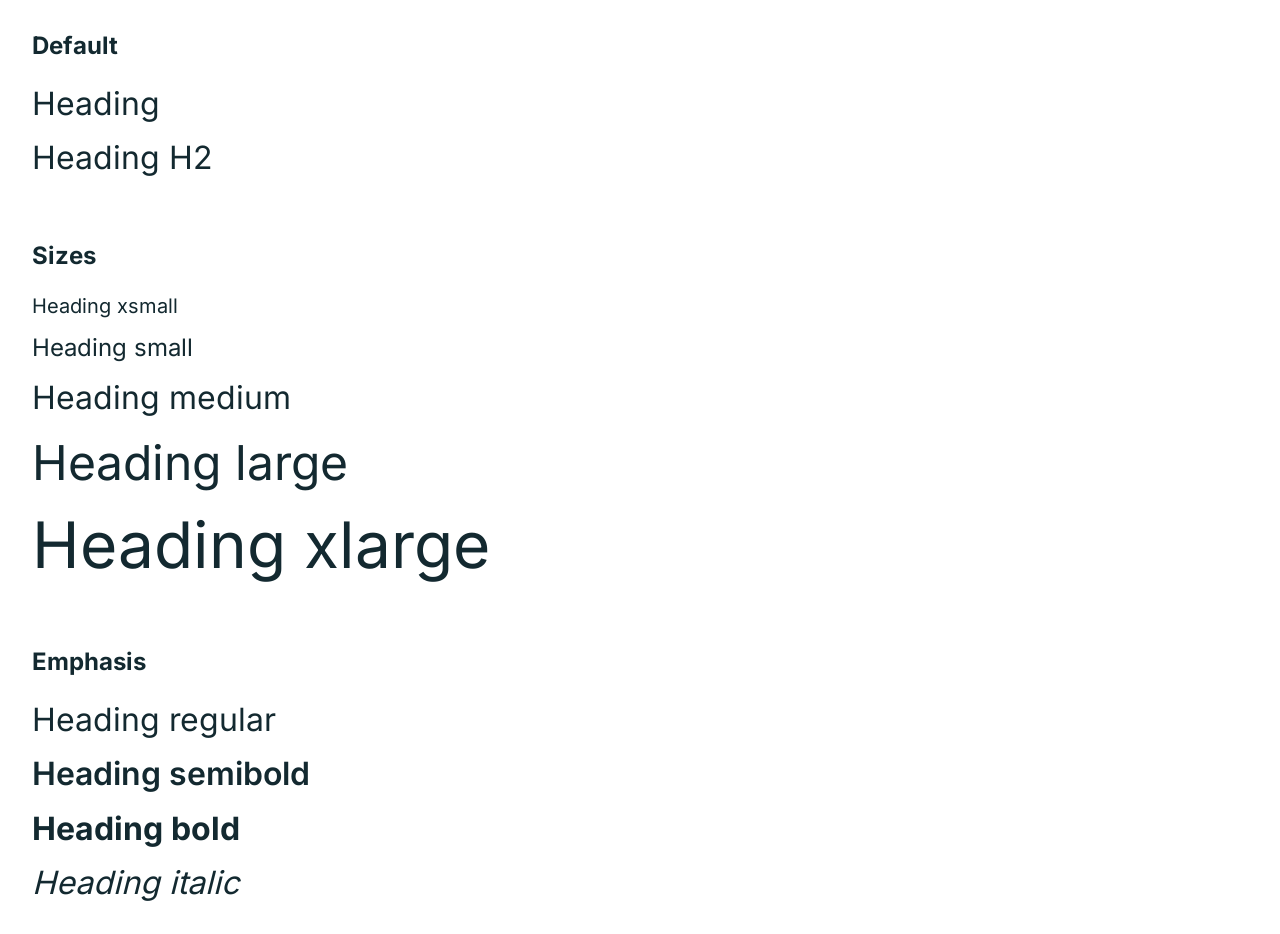 Default
Heading
Heading H2
Sizes
Heading xsmall
Heading small
Heading medium
Heading large
Heading xlarge
Emphasis
Heading regular
Heading semibold
Heading bold
Heading italic